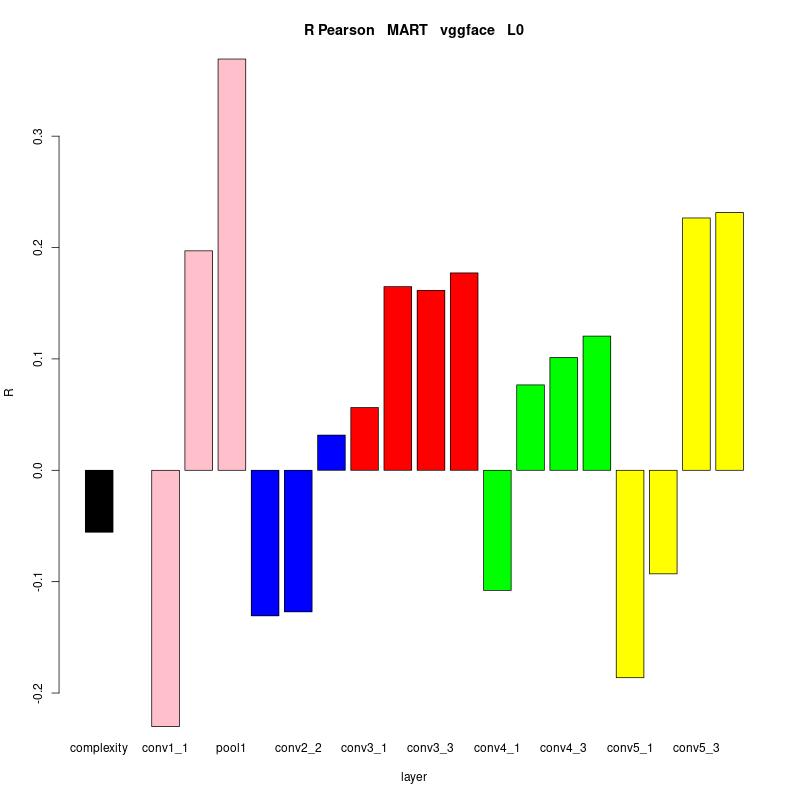 R Pearson   MART   vggface   L0
R
0.3
0.2
0.1
0.0
-0.1
-0.2
complexity conv1_1 pool1 conv2_2 conv3_1 conv3_3 conv4_1 conv4_3 conv5_1 conv5_3
layer